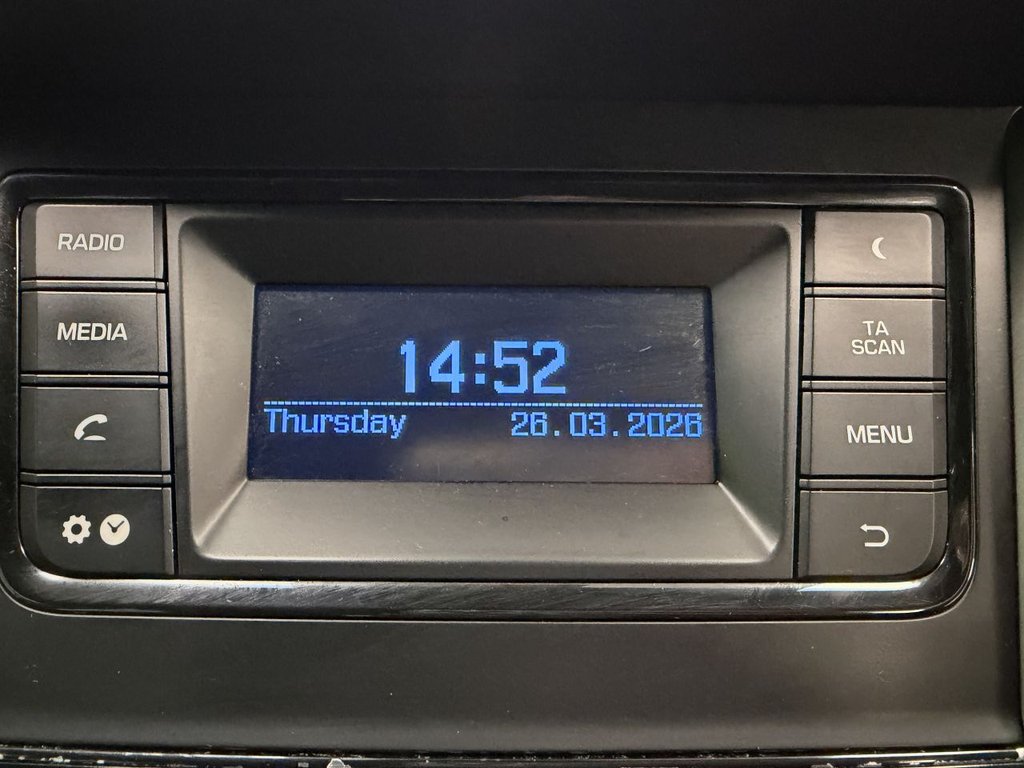 RADIO
MEDIA
14:52
Thursday 26.03.2026
TA
SCAN
MENU